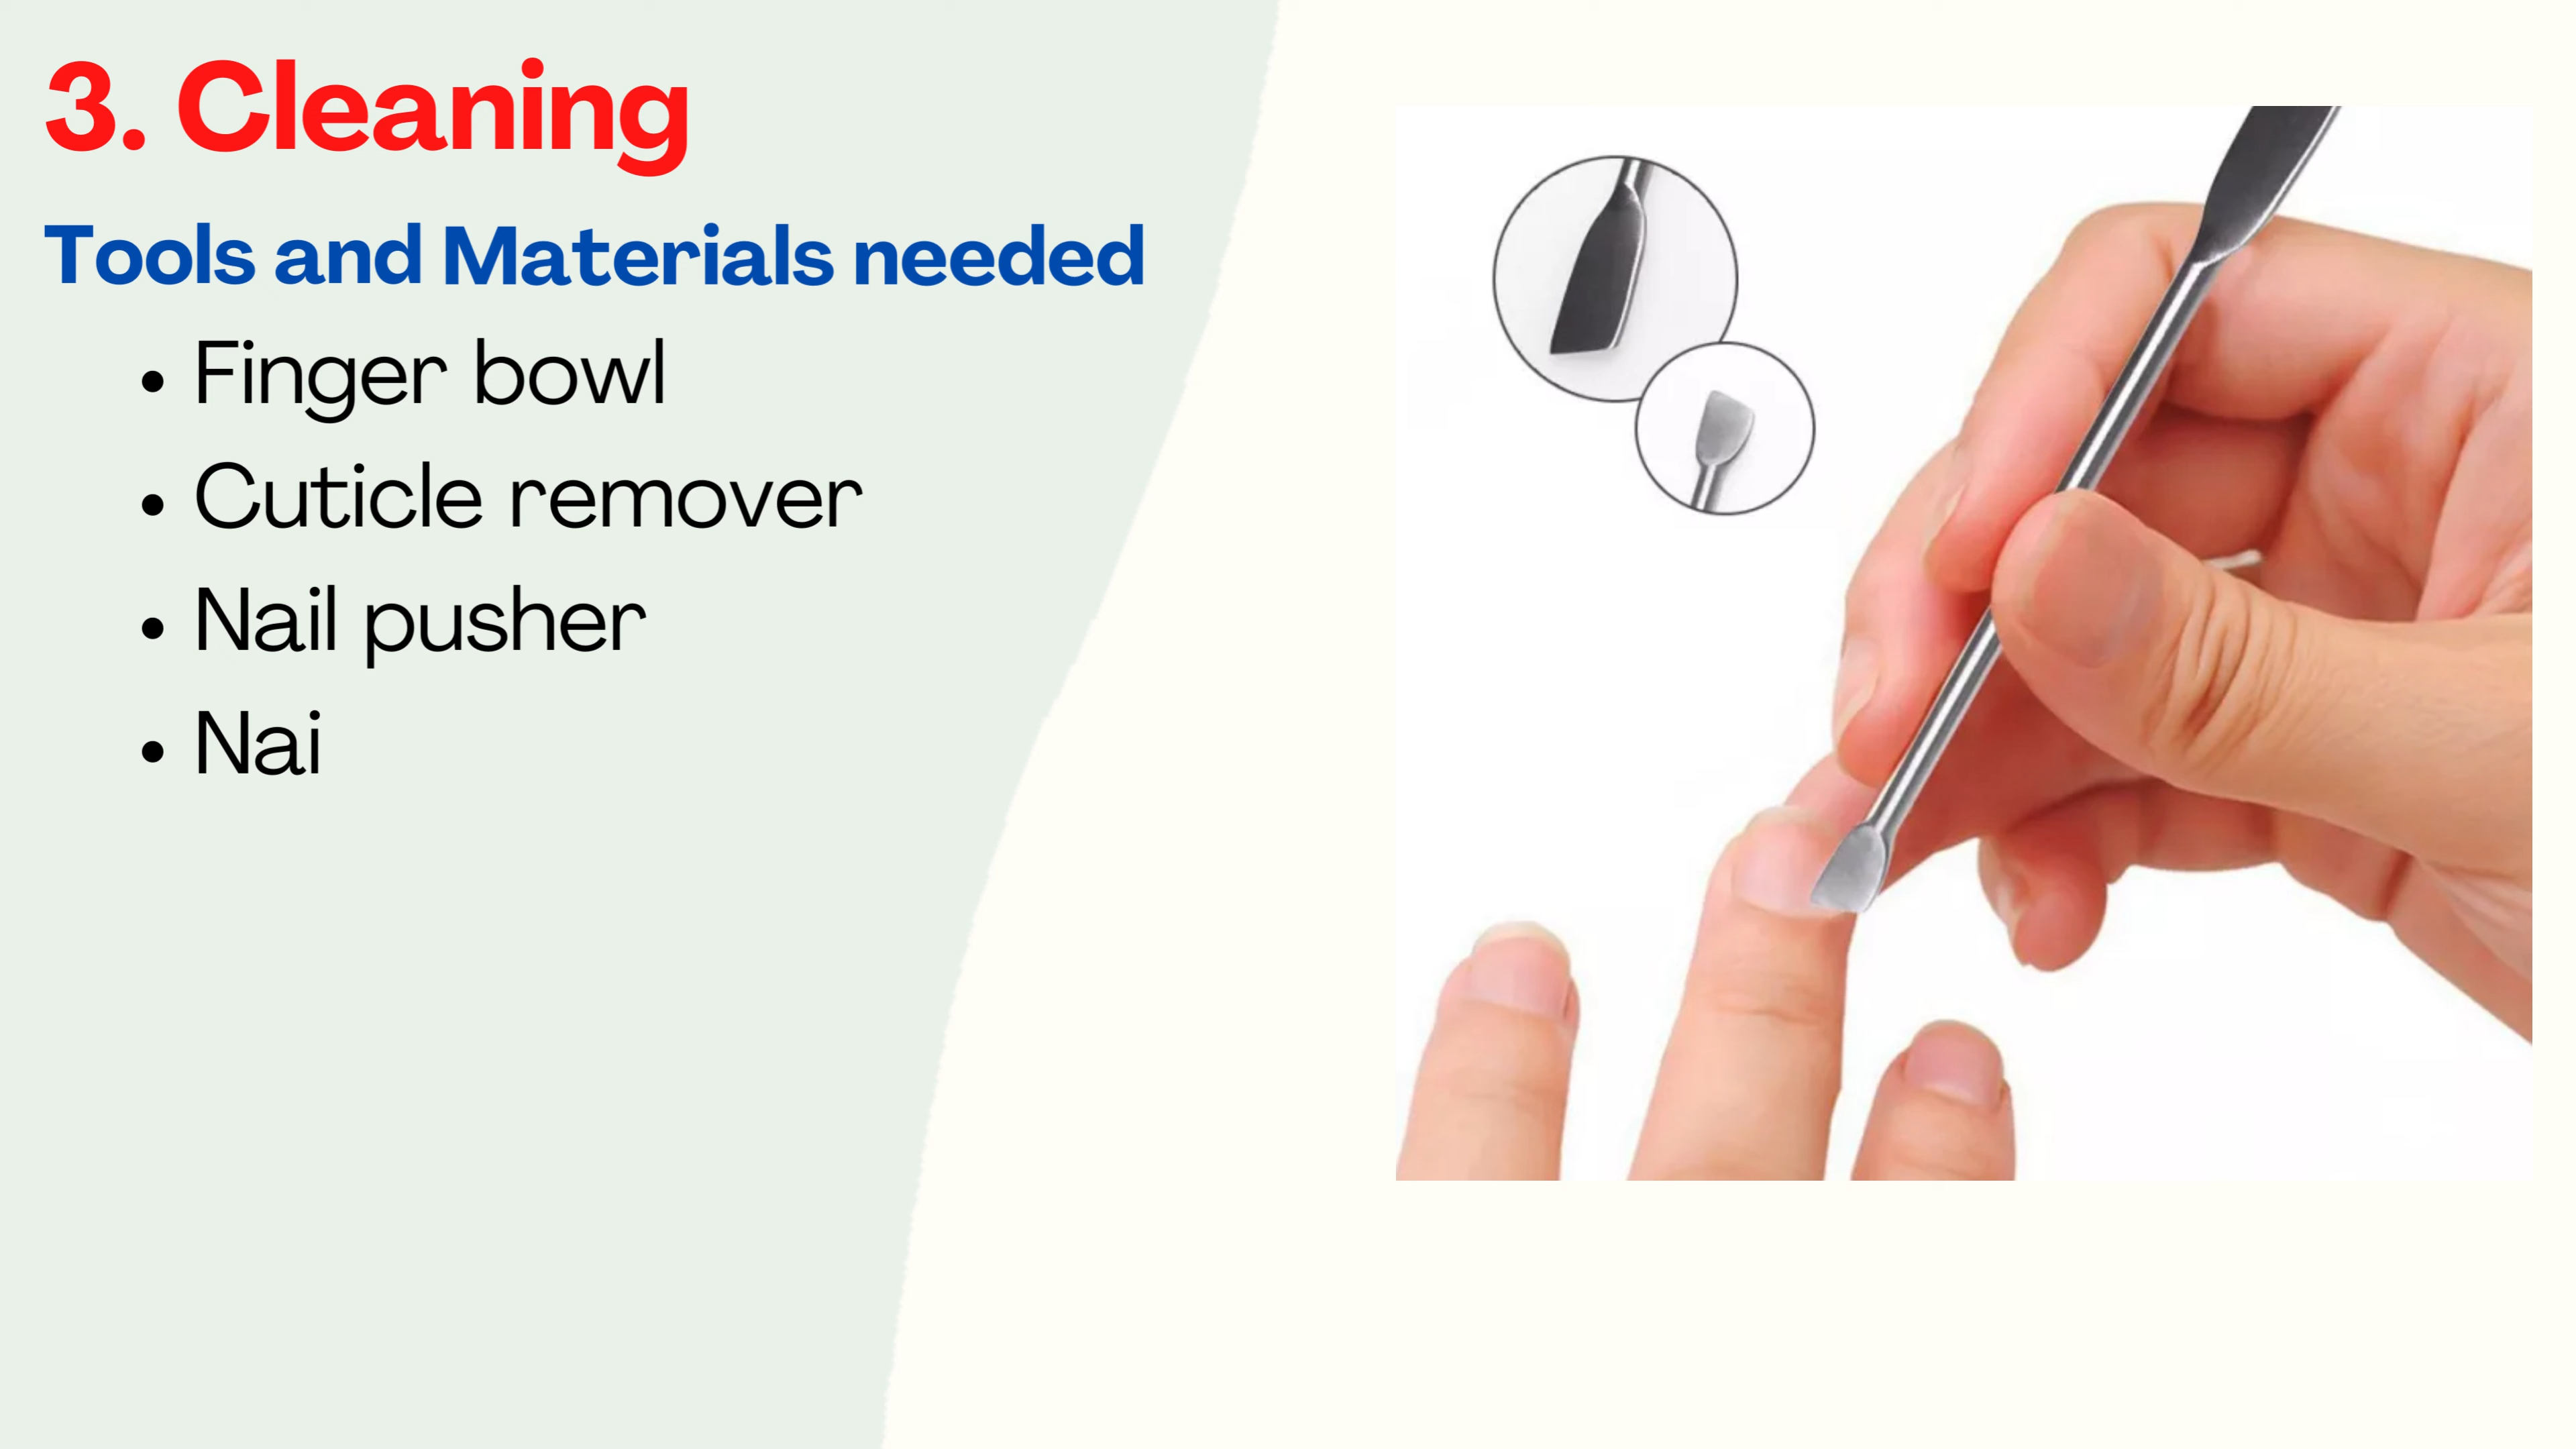 3. Cleaning
Tools and Materials needed
• Finger bowl
• Cuticle remover
• Nail pusher
• Nai